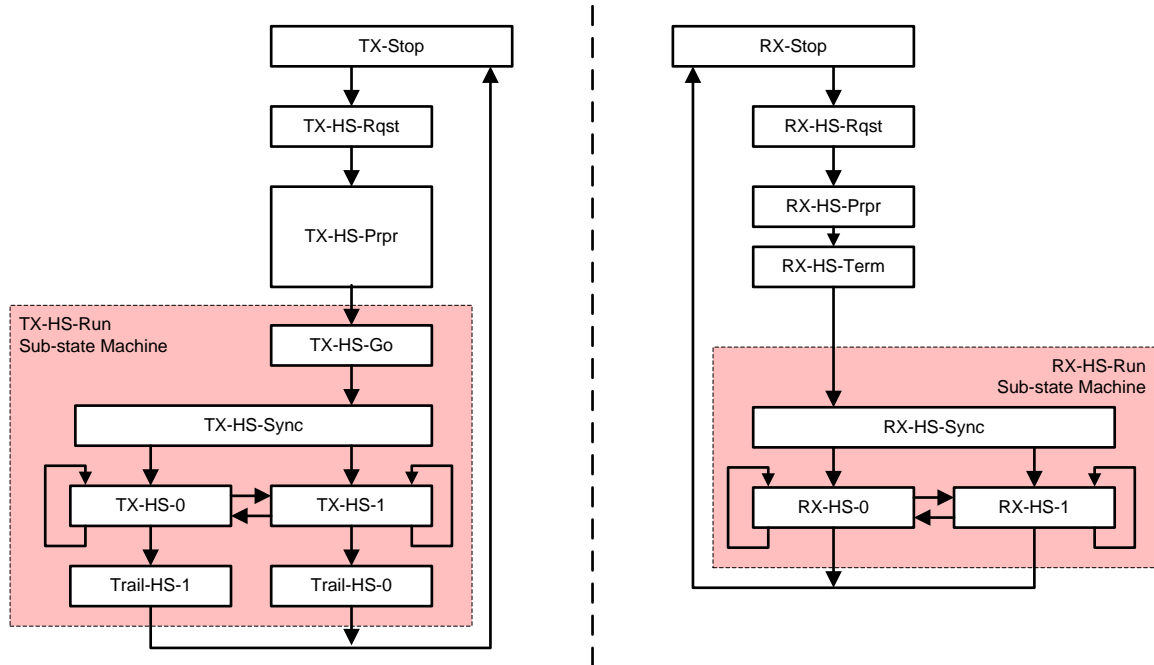 TX-Stop
TX-HS-Rqst
TX-HS-Prpr
TX-HS-Run
Sub-state Machine
TX-HS-Go
TX-HS-Sync
TX-HS-0
TX-HS-1
Trail-HS-1
Trail-HS-0
RX-Stop
RX-HS-Rqst
RX-HS-Prpr
RX-HS-Term
RX-HS-Run
Sub-state Machine
RX-HS-Sync
RX-HS-0
RX-HS-1